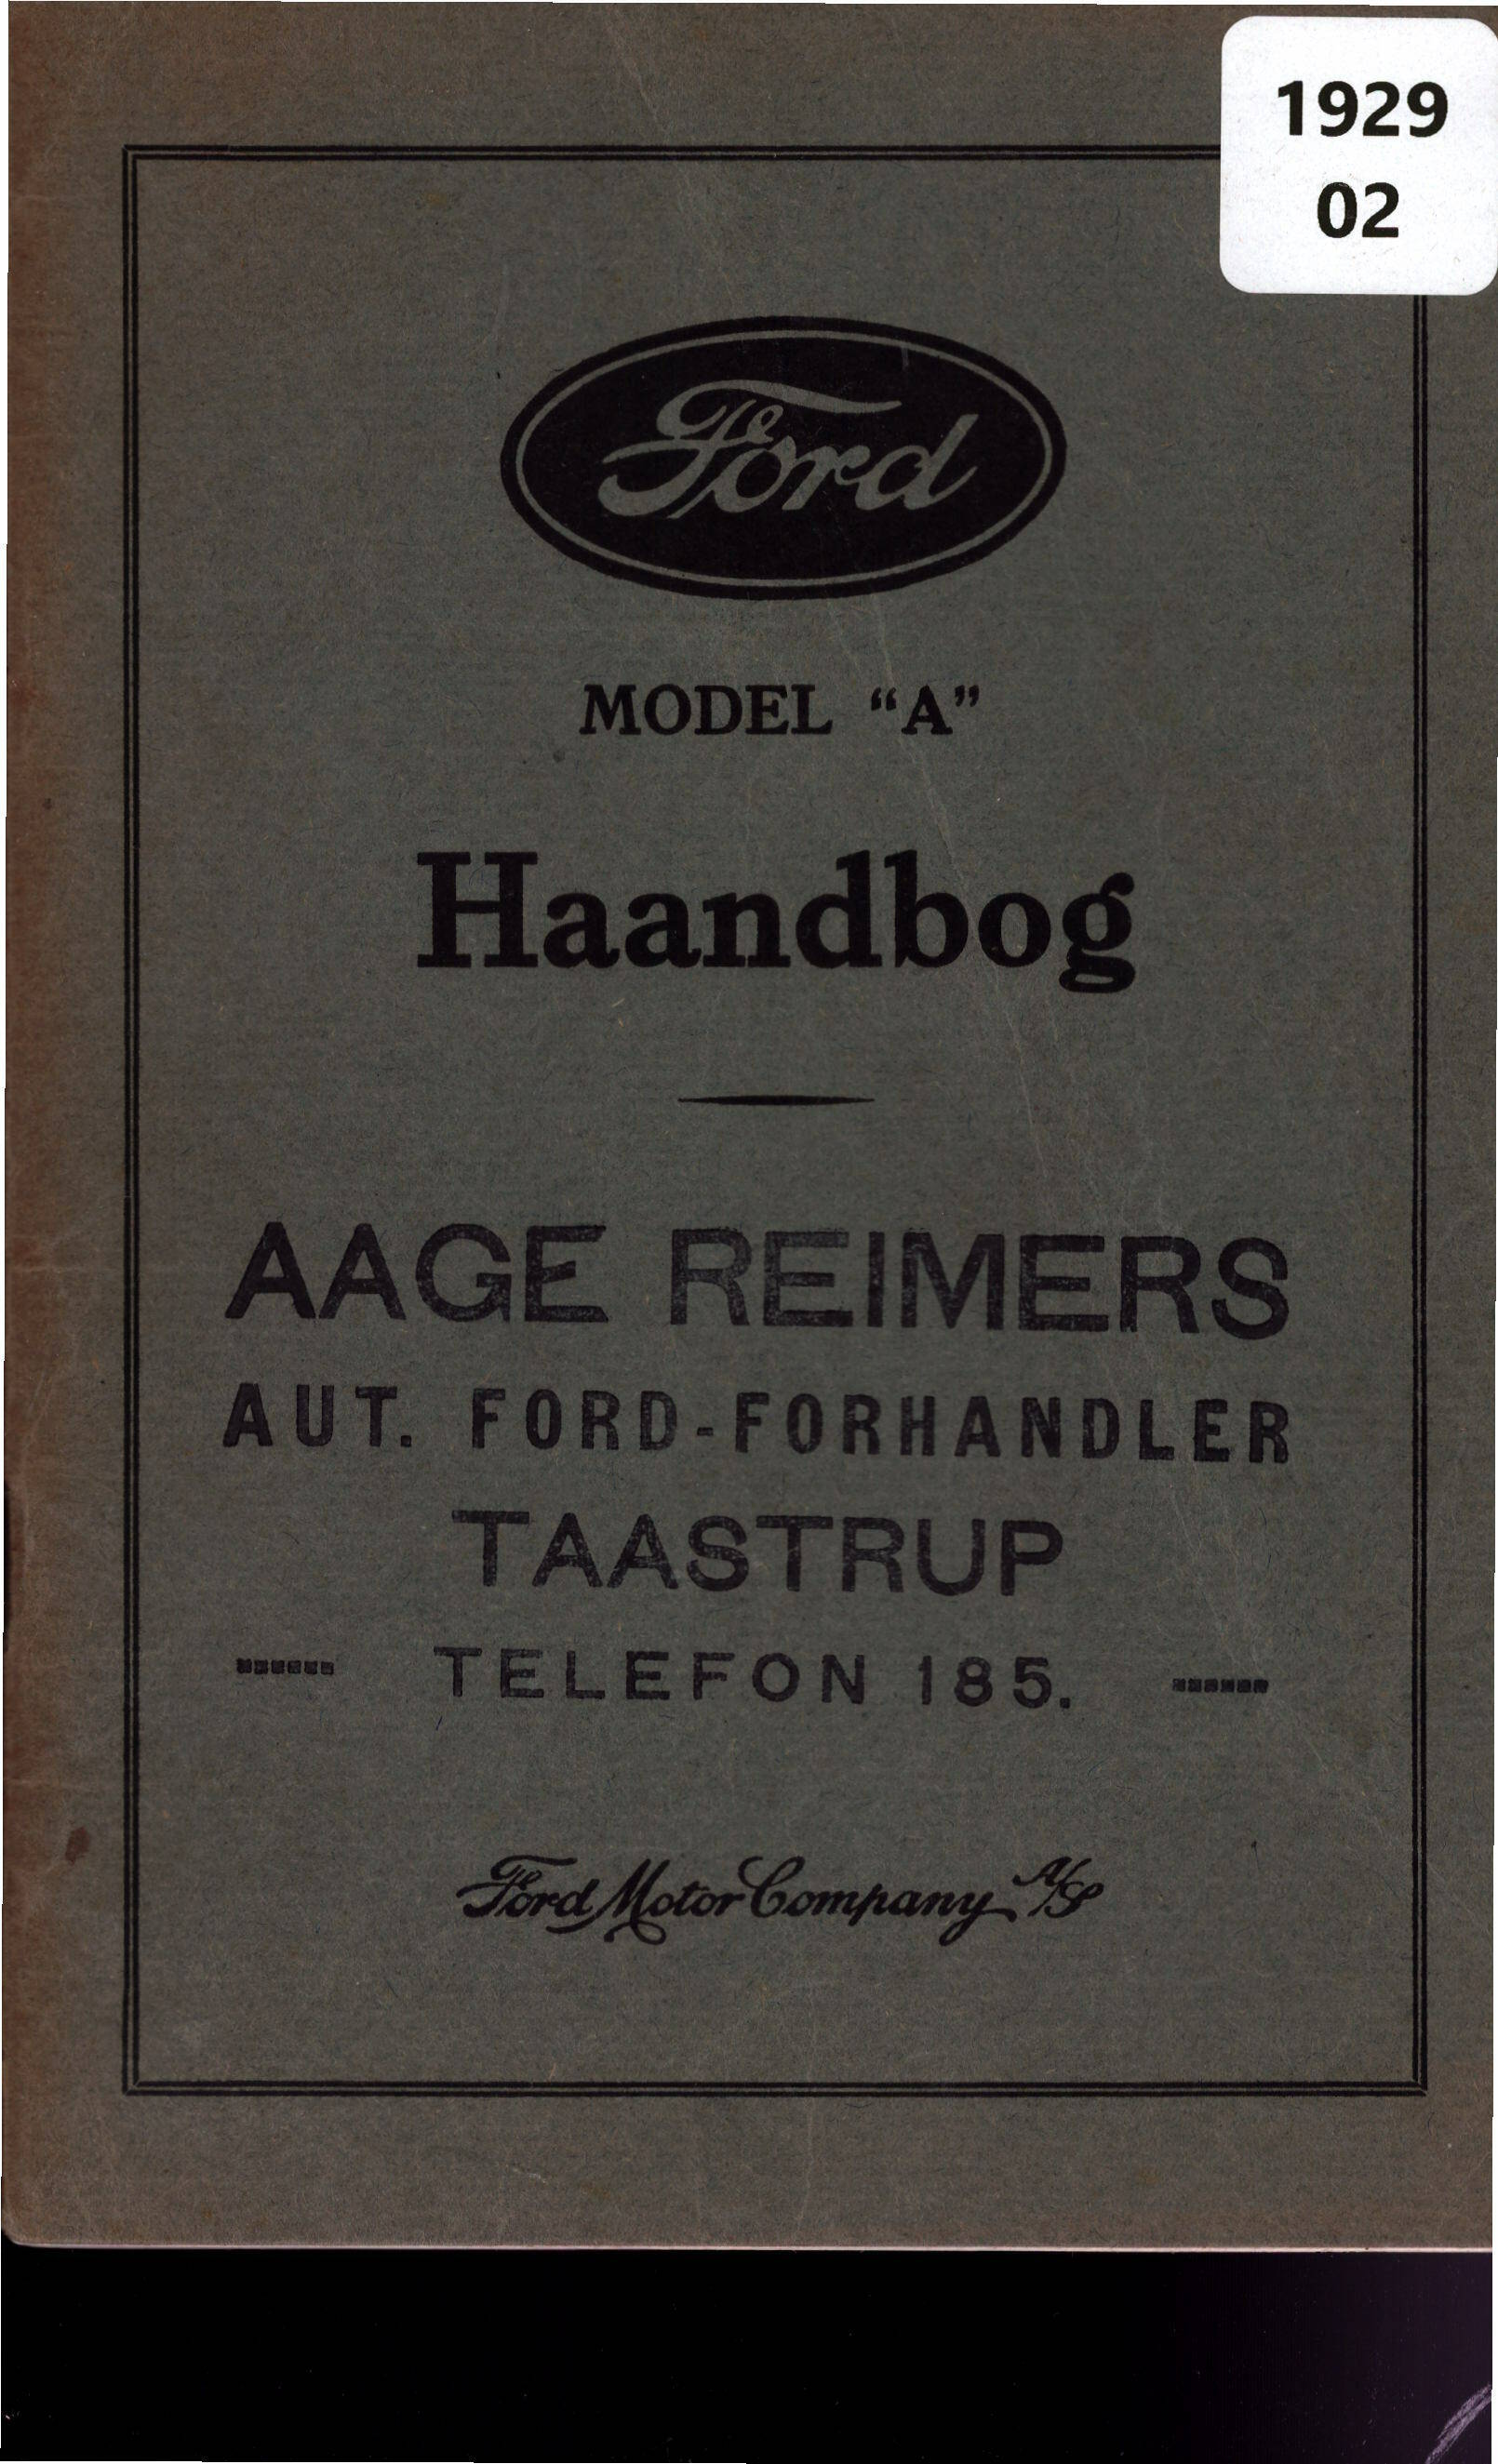 1929
02
Ford
MODEL “A”
Haandbog
AAGE REIMERS
AUT. FORD-FORHANDLER
TAASTRUP
TELEFON 185.
Ford Motor Company A/S